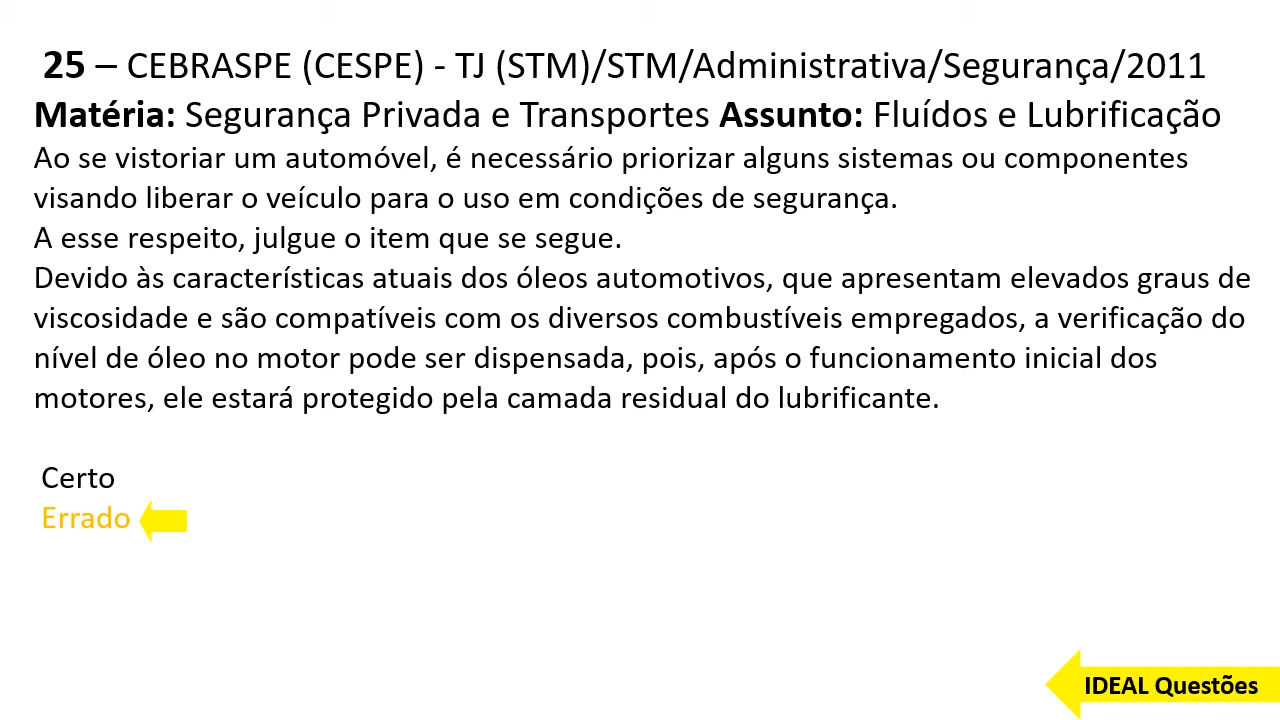 25 – CEBRASPE (CESPE) - TJ (STM)/STM/Administrativa/Segurança/2011
Matéria: Segurança Privada e Transportes Assunto: Fluídos e Lubrificação
Ao se vistoriar um automóvel, é necessário priorizar alguns sistemas ou componentes
visando liberar o veículo para o uso em condições de segurança.
A esse respeito, julgue o item que se segue.
Devido às características atuais dos óleos automotivos, que apresentam elevados graus de
viscosidade e são compatíveis com os diversos combustíveis empregados, a verificação do
nível de óleo no motor pode ser dispensada, pois, após o funcionamento inicial dos
motores, ele estará protegido pela camada residual do lubrificante.
Certo
Errado
IDEAL Questões